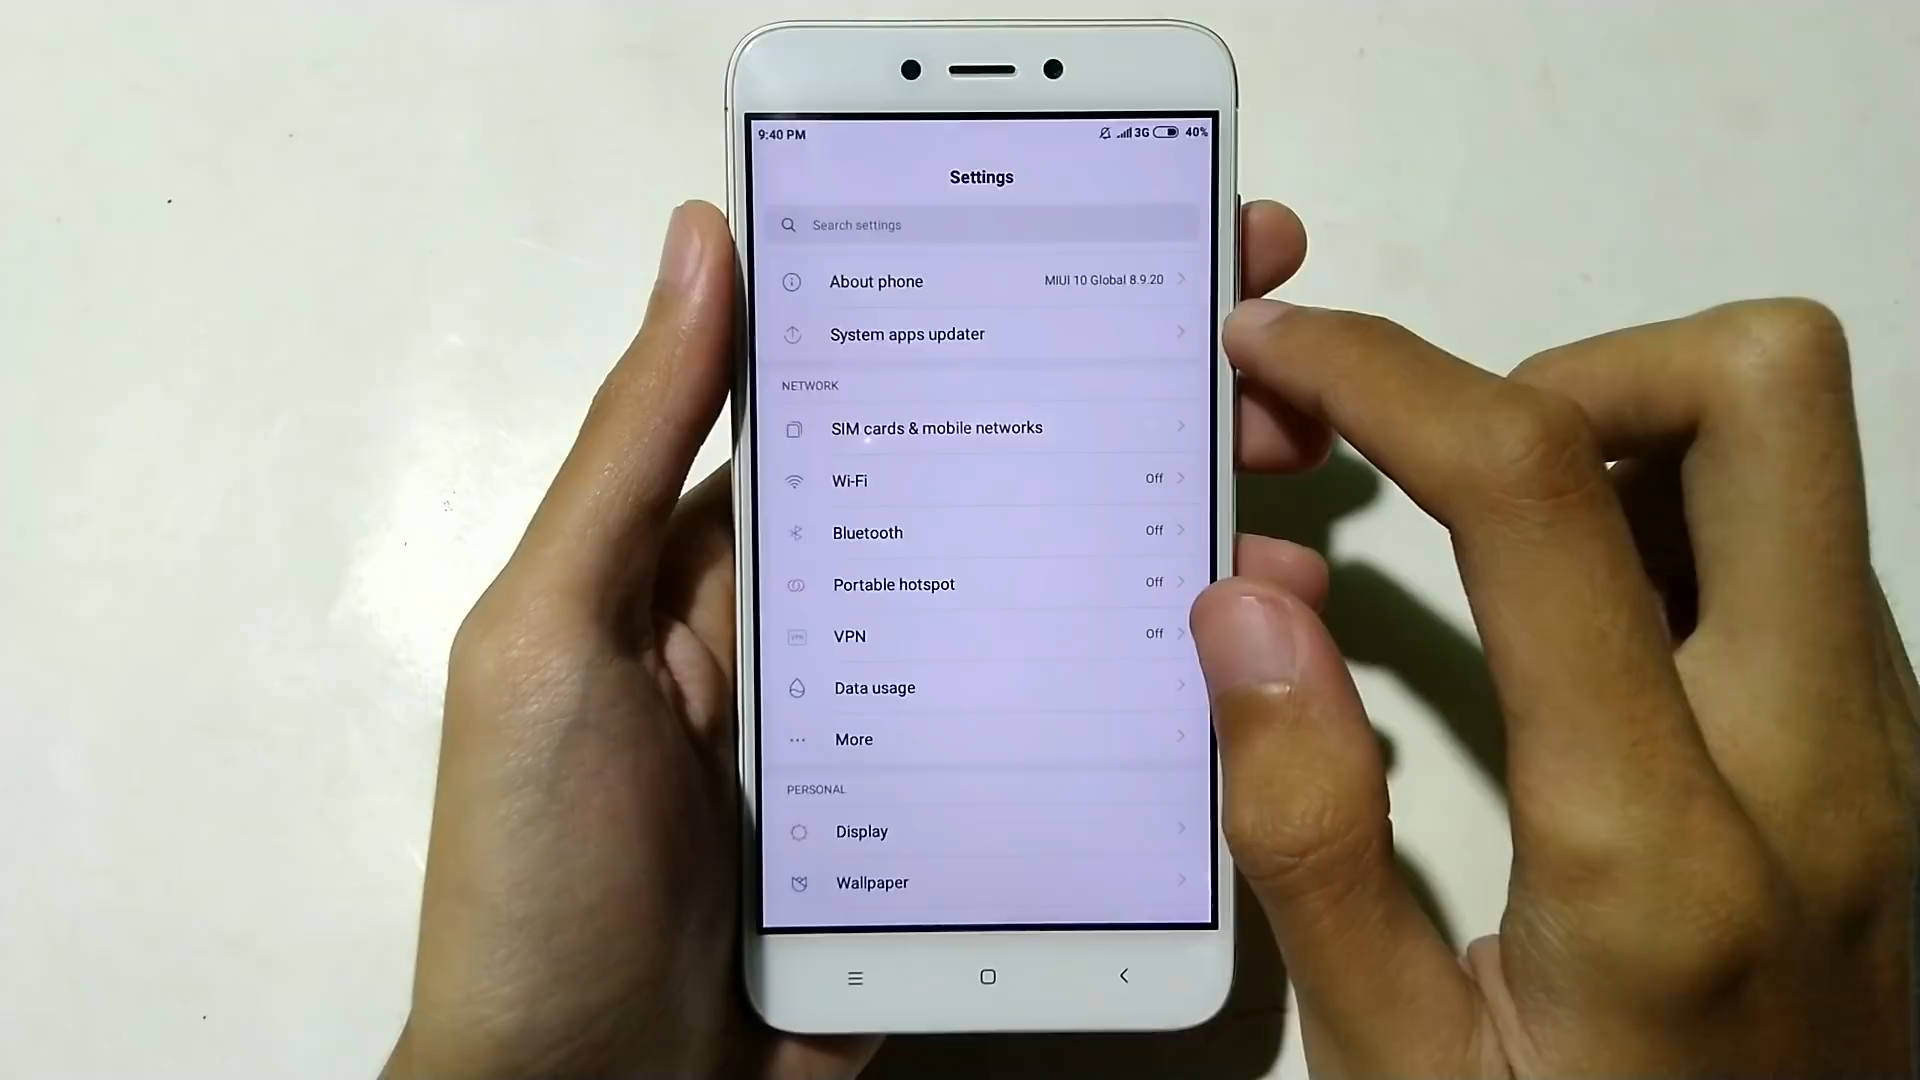 9:40 PM 3G 40%
Settings
Search settings
About phone MIUI 10 Global 8.9.20
System apps updater
NETWORK
SIM cards & mobile networks
Wi-Fi Off
Bluetooth Off
Portable hotspot Off
VPN VPN Off
Data usage
More
PERSONAL
Display
Wallpaper